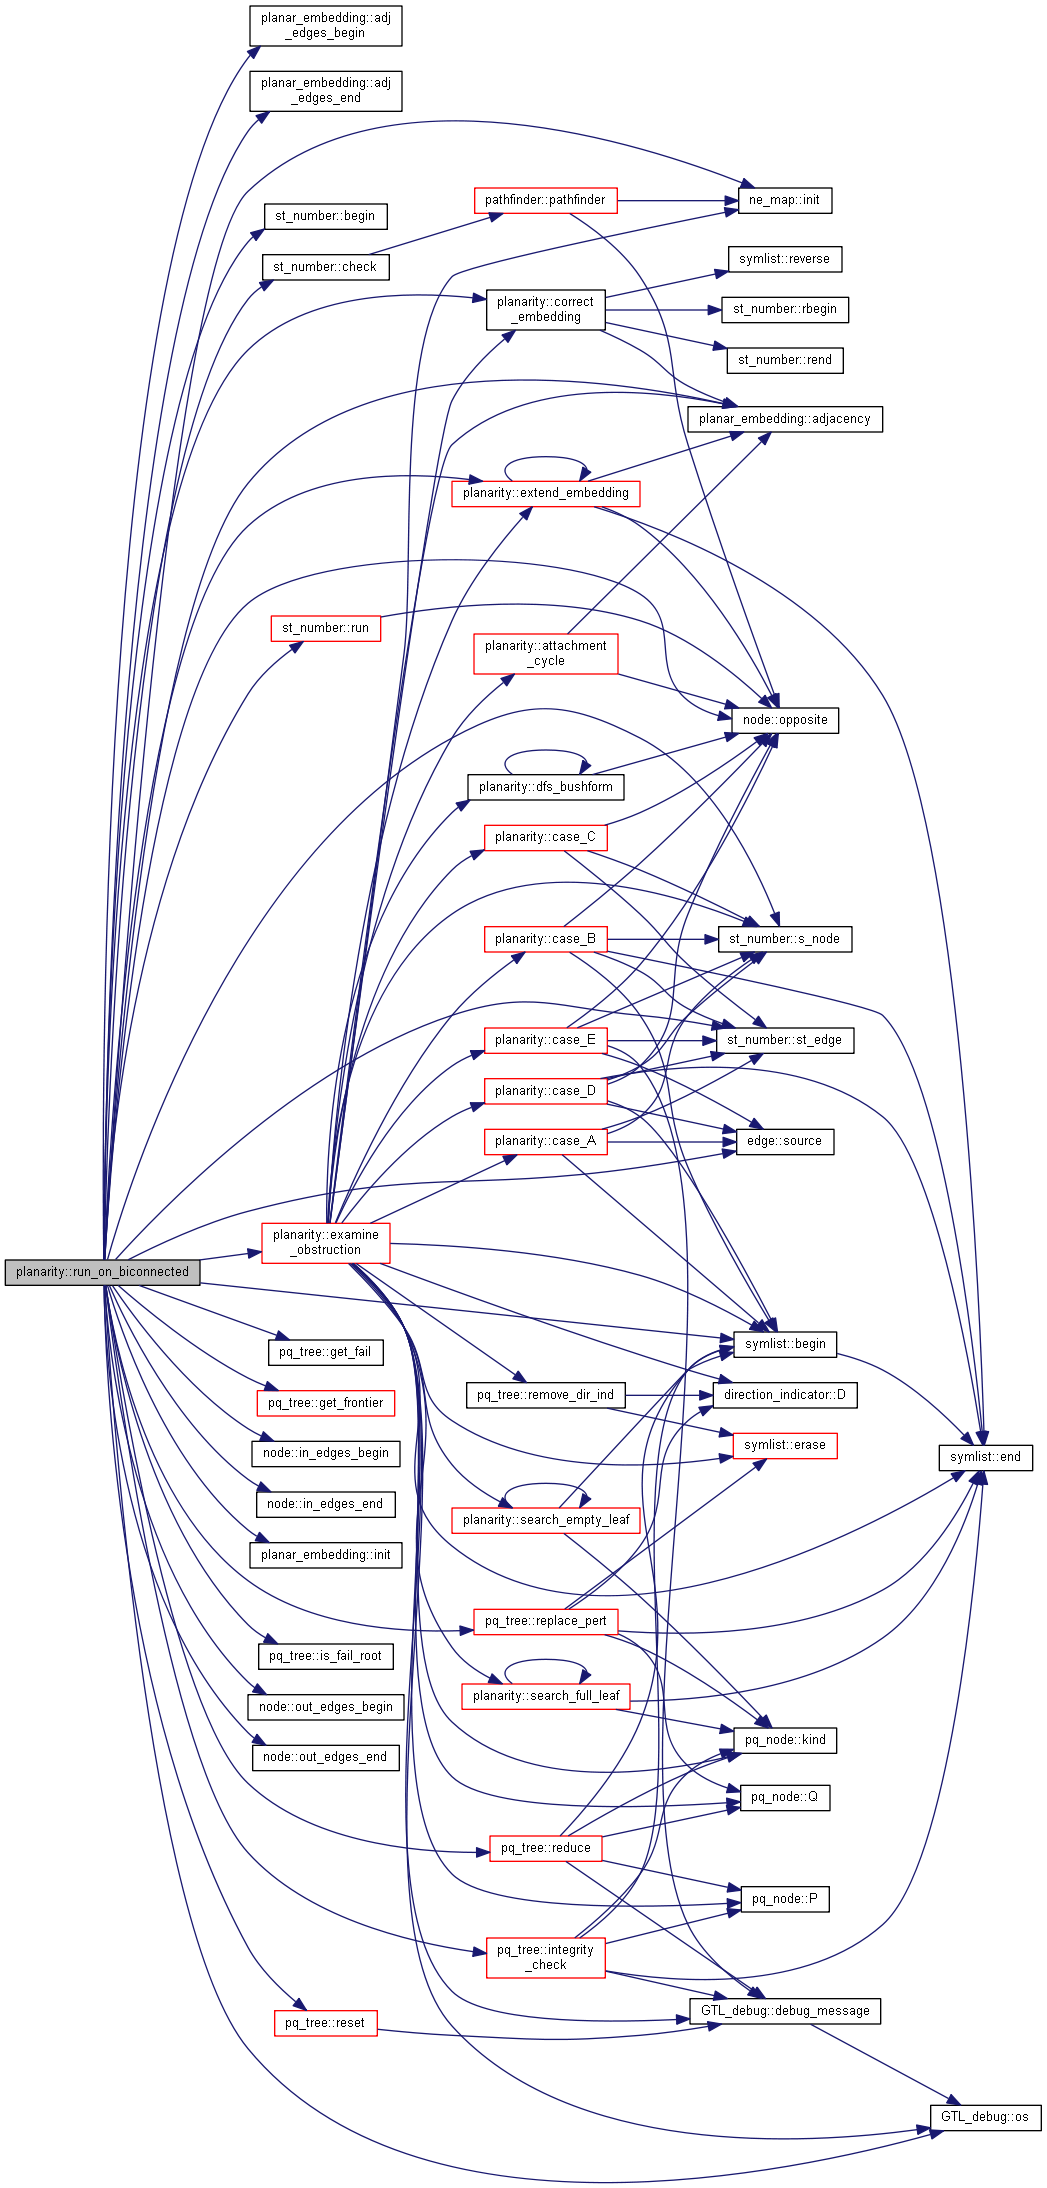 planar_embedding::adj
_edges_begin
planar_embedding::adj
_edges_end
pathfinder::pathfinder
ne_map::init
st_number::begin
st_number::check
symlist::reverse
planarity::correct
_embedding
st_number::rbegin
st_number::rend
planar_embedding::adjacency
planarity::extend_embedding
st_number::run
planarity::attachment
_cycle
node::opposite
planarity::dfs_bushform
planarity::case_C
planarity::case_B
st_number::s_node
planarity::case_E
st_number::st_edge
planarity::case_D
planarity::case_A
edge::source
planarity::examine
_obstruction
planarity::run_on_biconnected
pq_tree::get_fail
symlist::begin
pq_tree::get_frontier
pq_tree::remove_dir_ind
direction_indicator::D
node::in_edges_begin
symlist::erase
symlist::end
node::in_edges_end
planarity::search_empty_leaf
planar_embedding::init
pq_tree::replace_pert
pq_tree::is_fail_root
planarity::search_full_leaf
node::out_edges_begin
pq_node::kind
node::out_edges_end
pq_node::Q
pq_tree::reduce
pq_node::P
pq_tree::integrity
_check
pq_tree::reset
GTL_debug::debug_message
GTL_debug::os